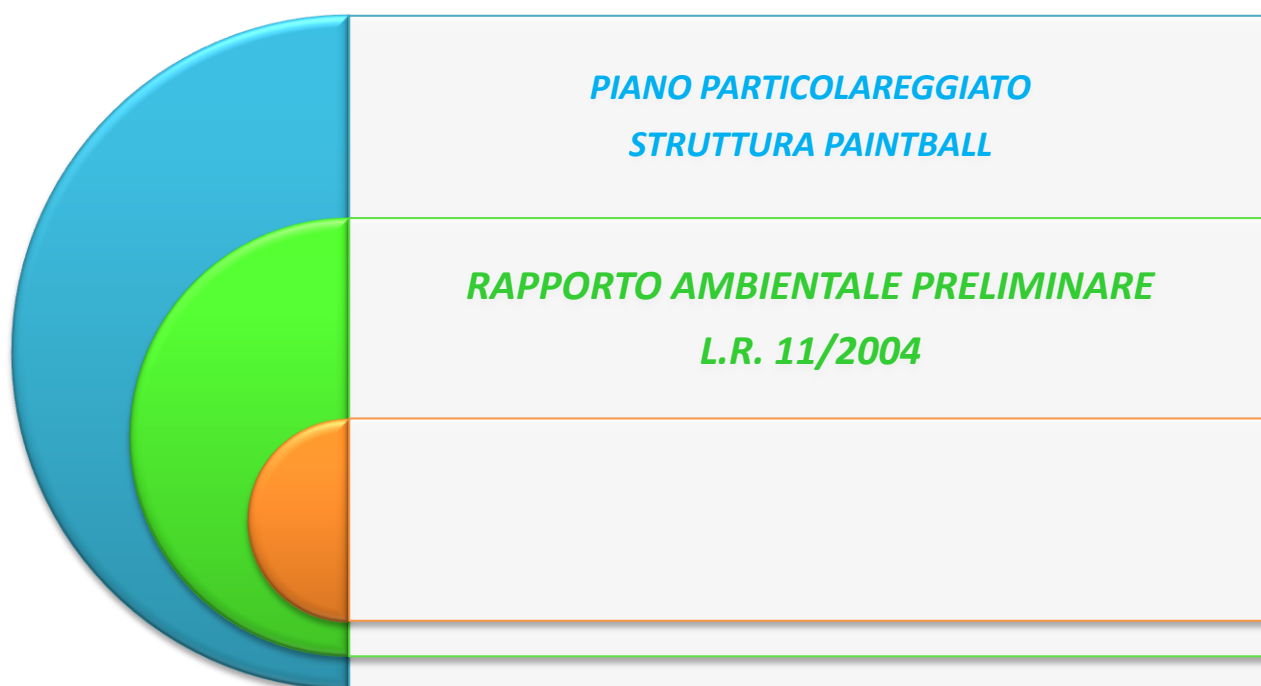 PIANO PARTICOLAREGGIATO
STRUTTURA PAINTBALL
RAPPORTO AMBIENTALE PRELIMINARE
L.R. 11/2004